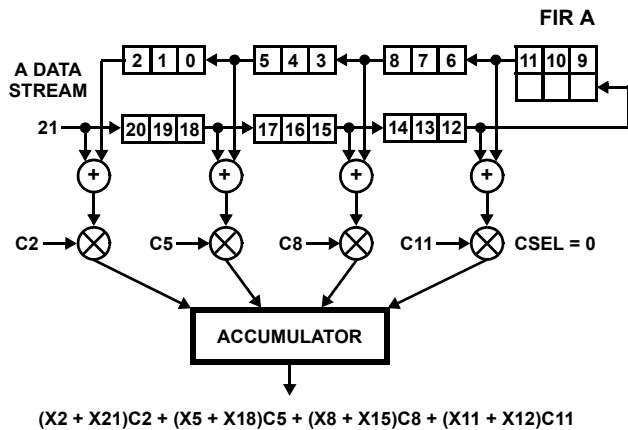 FIR A
2 1 0 5 4 3 8 7 6 11 10 9
A DATA
STREAM
21 20 19 18 17 16 15 14 13 12
+ + + +
C2 C5 C8 C11 CSEL = 0
ACCUMULATOR
(X2 + X21)C2 + (X5 + X18)C5 + (X8 + X15)C8 + (X11 + X12)C11